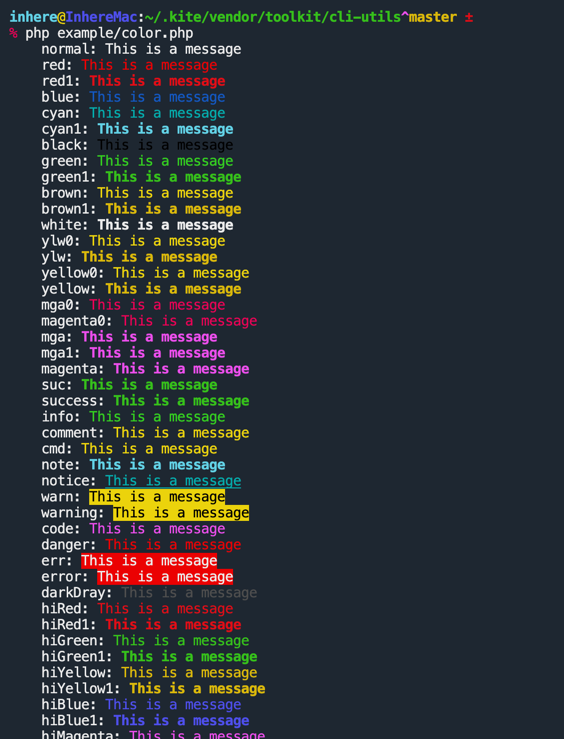 inhere@InhereMac:~/.kite/vendor/toolkit/cli-utils^master ±
% php example/color.php
normal: This is a message
red: This is a message
red1: This is a message
blue: This is a message
cyan: This is a message
cyan1: This is a message
black: This is a message
green: This is a message
green1: This is a message
brown: This is a message
brown1: This is a message
white: This is a message
ylw0: This is a message
ylw: This is a message
yellow0: This is a message
yellow: This is a message
mga0: This is a message
magenta0: This is a message
mga: This is a message
mga1: This is a message
magenta: This is a message
suc: This is a message
success: This is a message
info: This is a message
comment: This is a message
cmd: This is a message
note: This is a message
notice: This is a message
warn: This is a message
warning: This is a message
code: This is a message
danger: This is a message
err: This is a message
error: This is a message
darkDray: This is a message
hiRed: This is a message
hiRed1: This is a message
hiGreen: This is a message
hiGreen1: This is a message
hiYellow: This is a message
hiYellow1: This is a message
hiBlue: This is a message
hiBlue1: This is a message
hiMagenta: This is a message